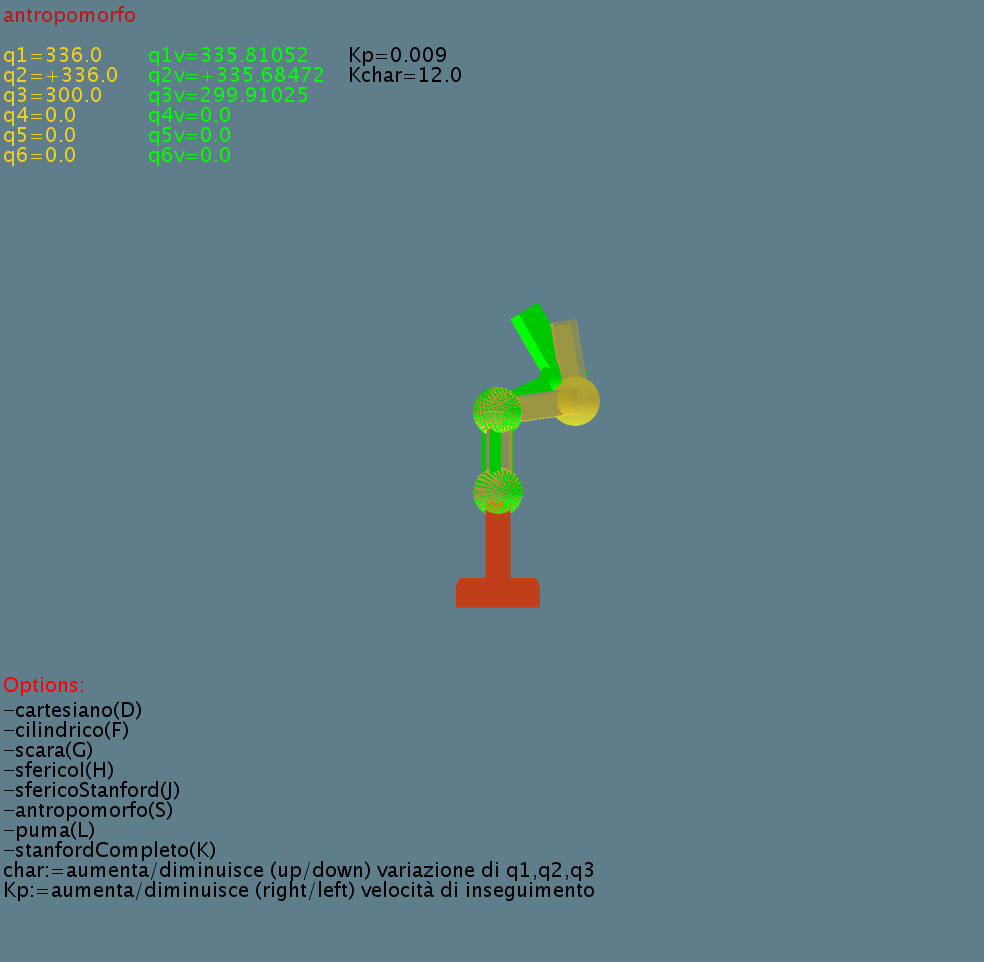 antropomorfo
q1=336.0 q1v=335.81052 Kp=0.009
q2=+336.0 q2v=+335.68472 Kchar=12.0
q3=300.0 q3v=299.91025
q4=0.0 q4v=0.0
q5=0.0 q5v=0.0
q6=0.0 q6v=0.0
Options:
-cartesiano(D)
-cilindrico(F)
-scara(G)
-sfericoI(H)
-sfericoStanford(J)
-antropomorfo(S)
-puma(L)
-stanfordCompleto(K)
char:=aumenta/diminuisce (up/down) variazione di q1,q2,q3
Kp:=aumenta/diminuisce (right/left) velocità di inseguimento